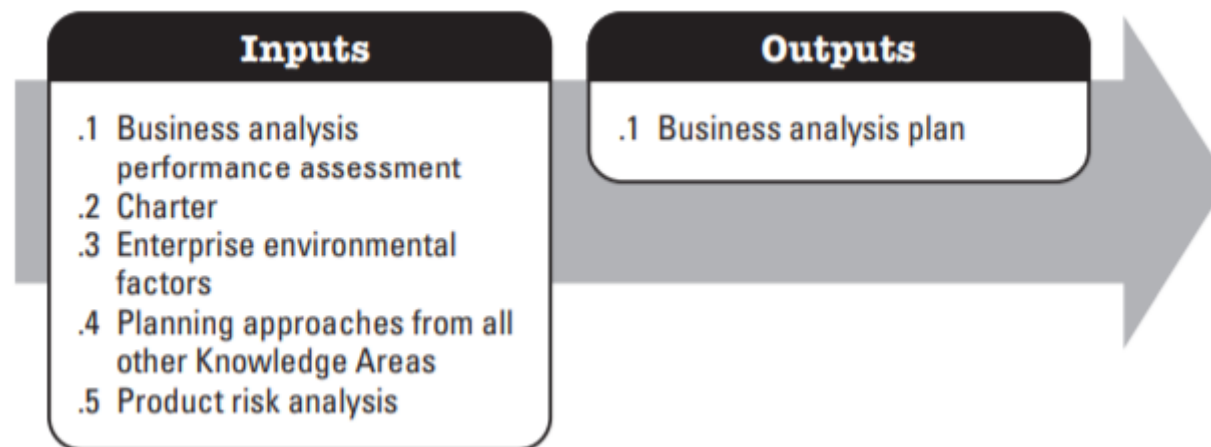 Inputs
.1 Business analysis
performance assessment
.2 Charter
.3 Enterprise environmental
factors
.4 Planning approaches from all
other Knowledge Areas
.5 Product risk analysis
Outputs
.1 Business analysis plan